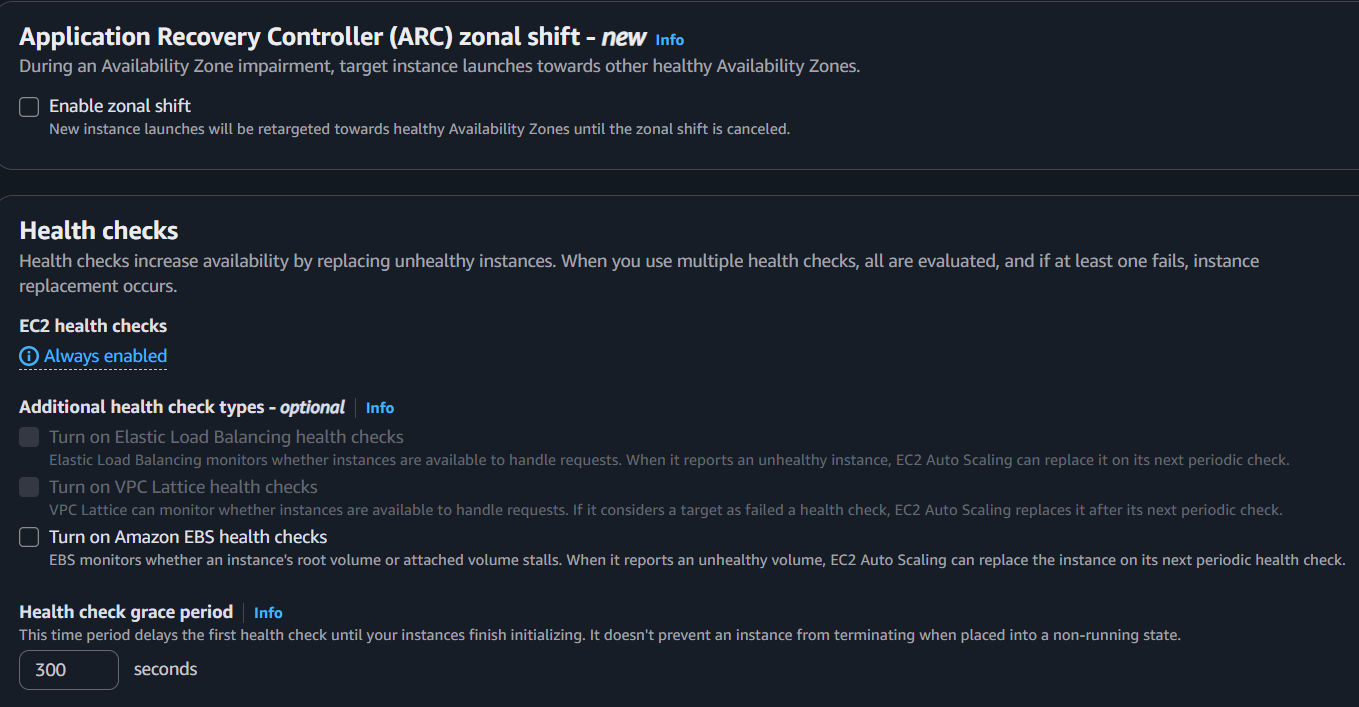 Application Recovery Controller (ARC) zonal shift - new Info
During an Availability Zone impairment, target instance launches towards other healthy Availability Zones.
Enable zonal shift
New instance launches will be retargeted towards healthy Availability Zones until the zonal shift is canceled.
Health checks
Health checks increase availability by replacing unhealthy instances. When you use multiple health checks, all are evaluated, and if at least one fails, instance
replacement occurs.
EC2 health checks
Always enabled
Additional health check types - optional Info
Turn on Elastic Load Balancing health checks
Elastic Load Balancing monitors whether instances are available to handle requests. When it reports an unhealthy instance, EC2 Auto Scaling can replace it on its next periodic check.
Turn on VPC Lattice health checks
VPC Lattice can monitor whether instances are available to handle requests. If it considers a target as failed a health check, EC2 Auto Scaling replaces it after its next periodic check.
Turn on Amazon EBS health checks
EBS monitors whether an instance's root volume or attached volume stalls. When it reports an unhealthy volume, EC2 Auto Scaling can replace the instance on its next periodic health check.
Health check grace period Info
This time period delays the first health check until your instances finish initializing. It doesn't prevent an instance from terminating when placed into a non-running state.
300 seconds